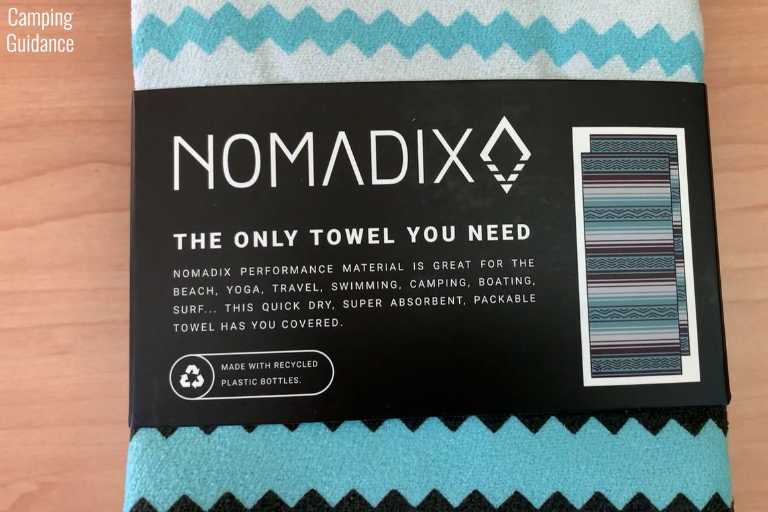 Camping
Guidance
NOMADIX
THE ONLY TOWEL YOU NEED
NOMADIX PERFORMANCE MATERIAL IS GREAT FOR THE
BEACH, YOGA, TRAVEL, SWIMMING, CAMPING, BOATING,
SURF... THIS QUICK DRY, SUPER ABSORBENT, PACKABLE
TOWEL HAS YOU COVERED.
MADE WITH RECYCLED
PLASTIC BOTTLES.